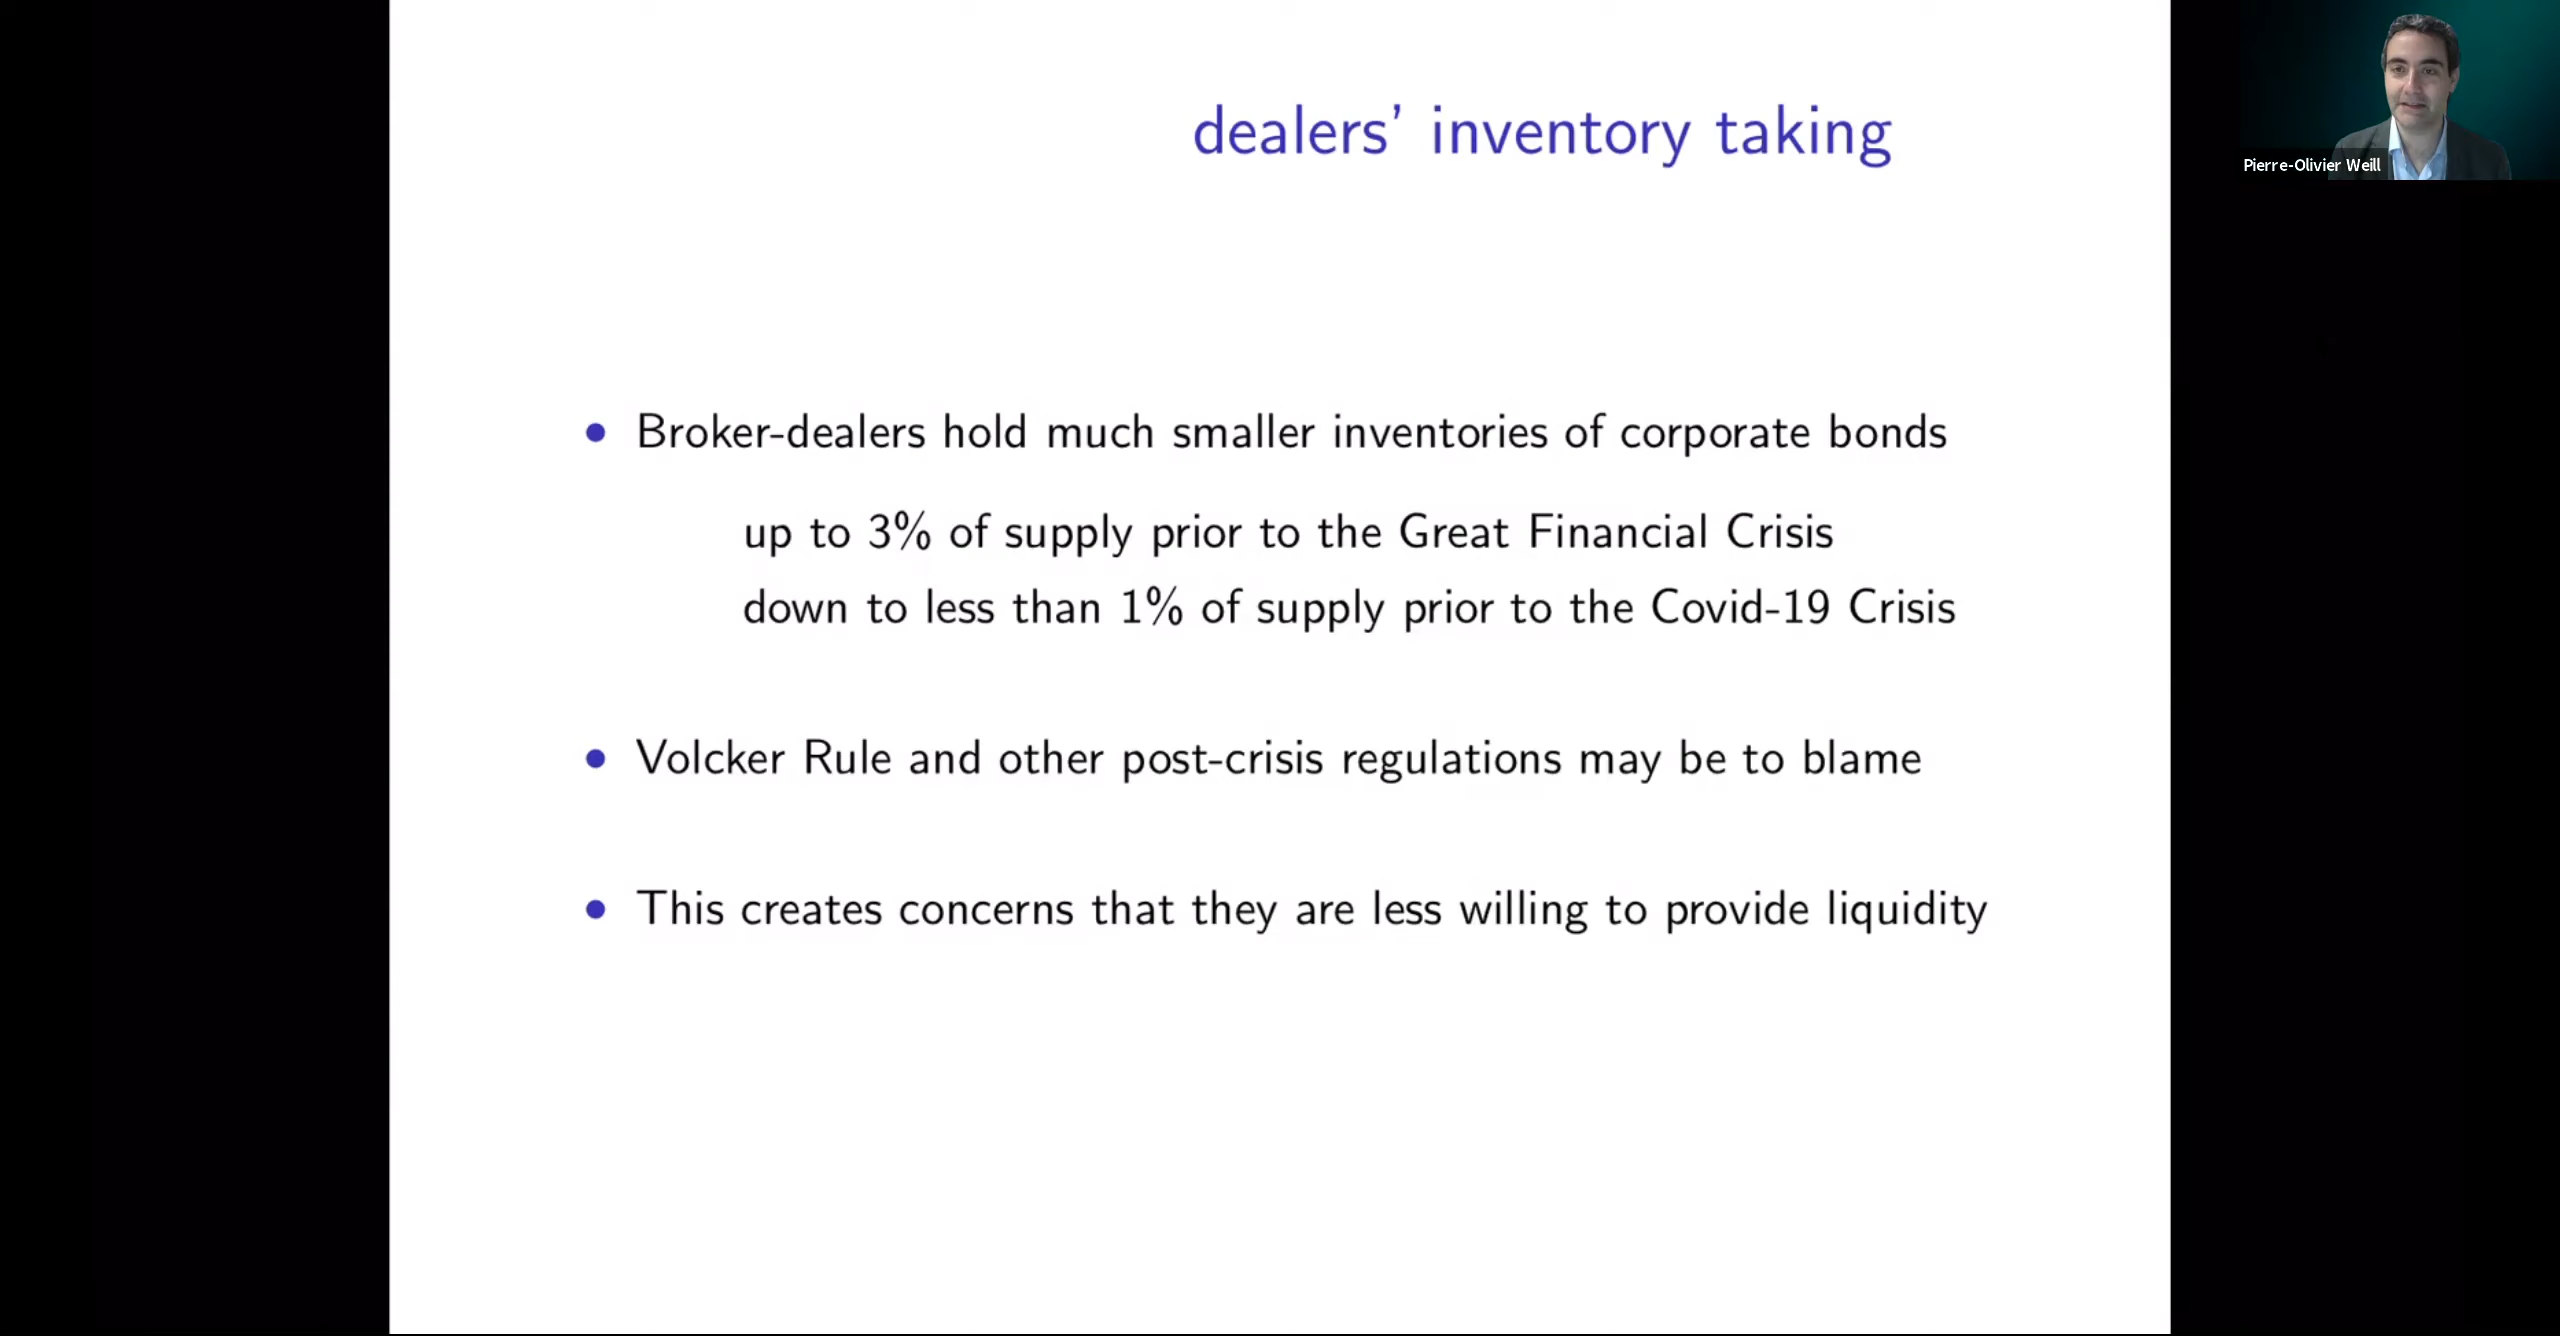 dealers' inventory taking
Pierre-Olivier Weill
• Broker-dealers hold much smaller inventories of corporate bonds
up to 3% of supply prior to the Great Financial Crisis
down to less than 1% of supply prior to the Covid-19 Crisis
• Volcker Rule and other post-crisis regulations may be to blame
• This creates concerns that they are less willing to provide liquidity